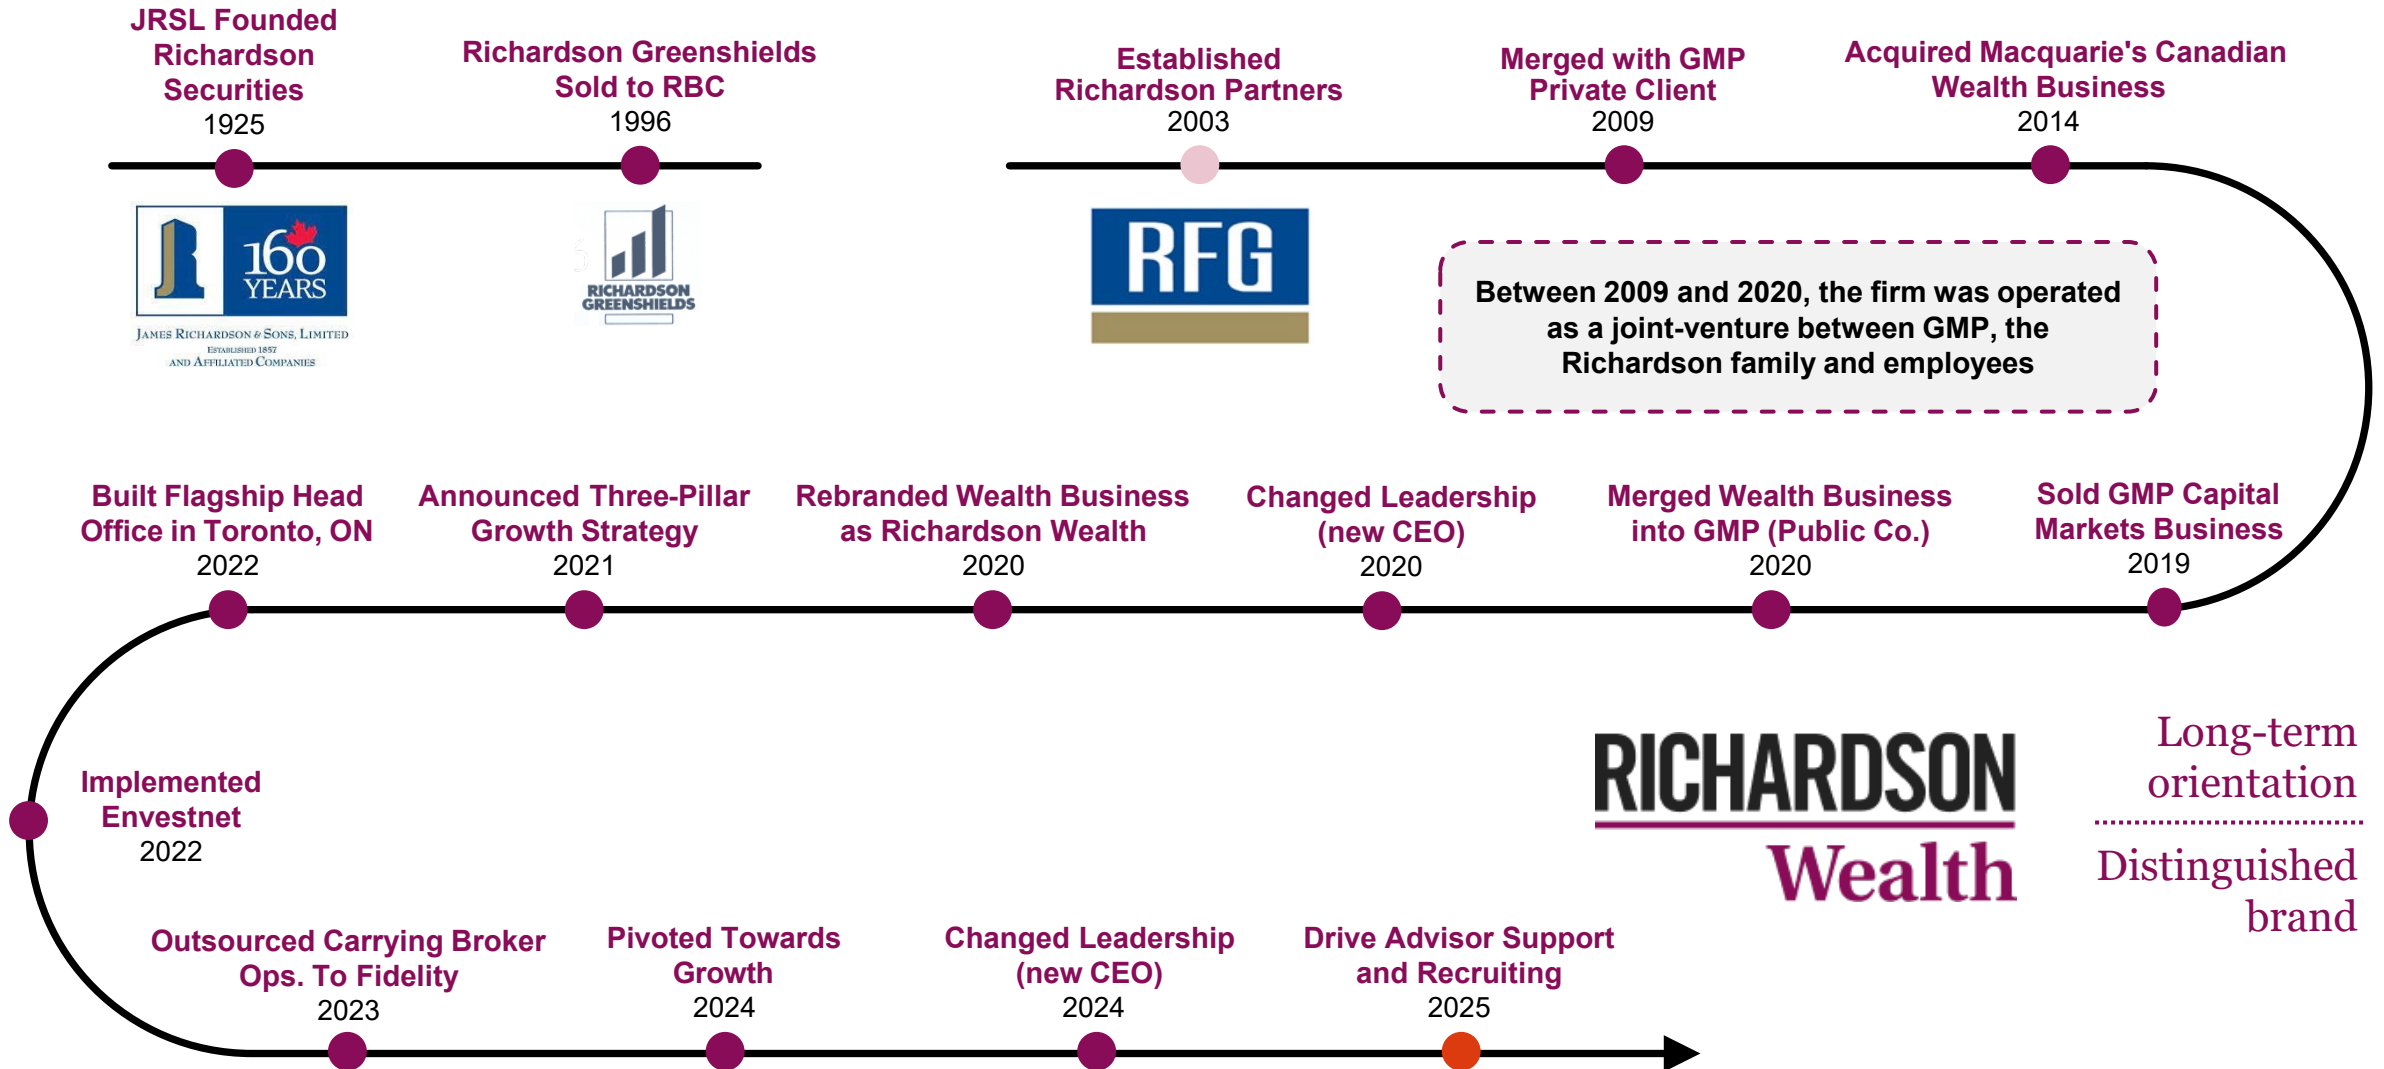 JRSL Founded
Richardson
Securities
1925
Richardson Greenshields
Sold to RBC
1996
Established
Richardson Partners
2003
Merged with GMP
Private Client
2009
Acquired Macquarie's Canadian
Wealth Business
2014
160
YEARS
JAMES RICHARDSON & SONS, LIMITED
ESTABLISHED 1857
AND AFFILIATED COMPANIES
RICHARDSON
GREENSHIELDS
RFG
Between 2009 and 2020, the firm was operated
as a joint-venture between GMP, the
Richardson family and employees
Sold GMP Capital
Markets Business
2019
Merged Wealth Business
into GMP (Public Co.)
2020
Changed Leadership
(new CEO)
2020
Rebranded Wealth Business
as Richardson Wealth
2020
Announced Three-Pillar
Growth Strategy
2021
Built Flagship Head
Office in Toronto, ON
2022
Implemented
Envestnet
2022
Outsourced Carrying Broker
Ops. To Fidelity
2023
Pivoted Towards
Growth
2024
Changed Leadership
(new CEO)
2024
Drive Advisor Support
and Recruiting
2025
RICHARDSON
Wealth
Long-term
orientation
Distinguished
brand